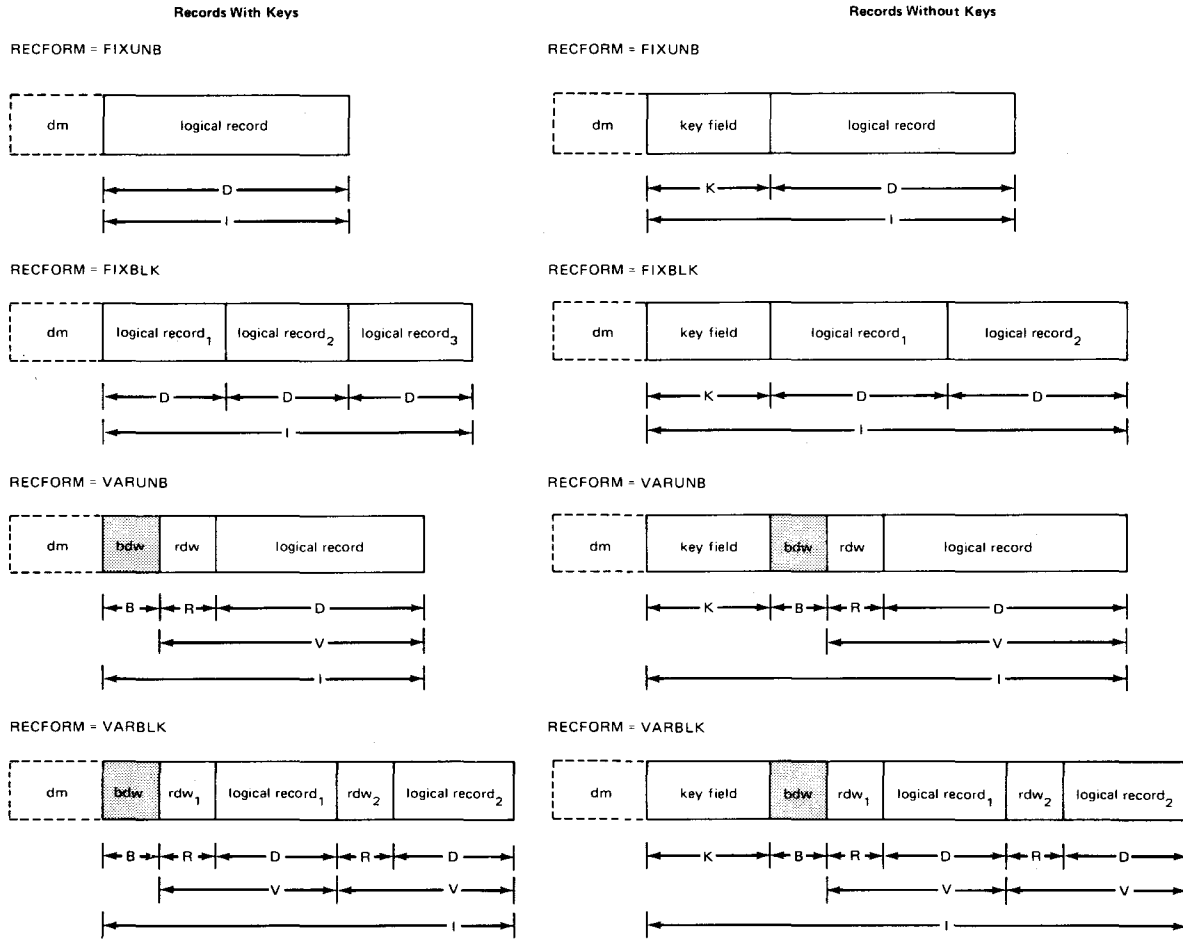 Records With Keys
RECFORM = FIXUNB
dm logical record
D
I
RECFORM = FIXBLK
dm logical record1 logical record2 logical record3
D D D
I
RECFORM = VARUNB
dm bdw rdw logical record
B R D
V
I
RECFORM = VARBLK
dm bdw rdw1 logical record1 rdw2 logical record2
B R D R D
V V
I
Records Without Keys
RECFORM = FIXUNB
dm key field logical record
K D
I
RECFORM = FIXBLK
dm key field logical record1 logical record2
K D D
I
RECFORM = VARUNB
dm key field bdw rdw logical record
K B R D
V
I
RECFORM = VARBLK
dm key field bdw rdw1 logical record1 rdw2 logical record2
K B R D R D
V V
I